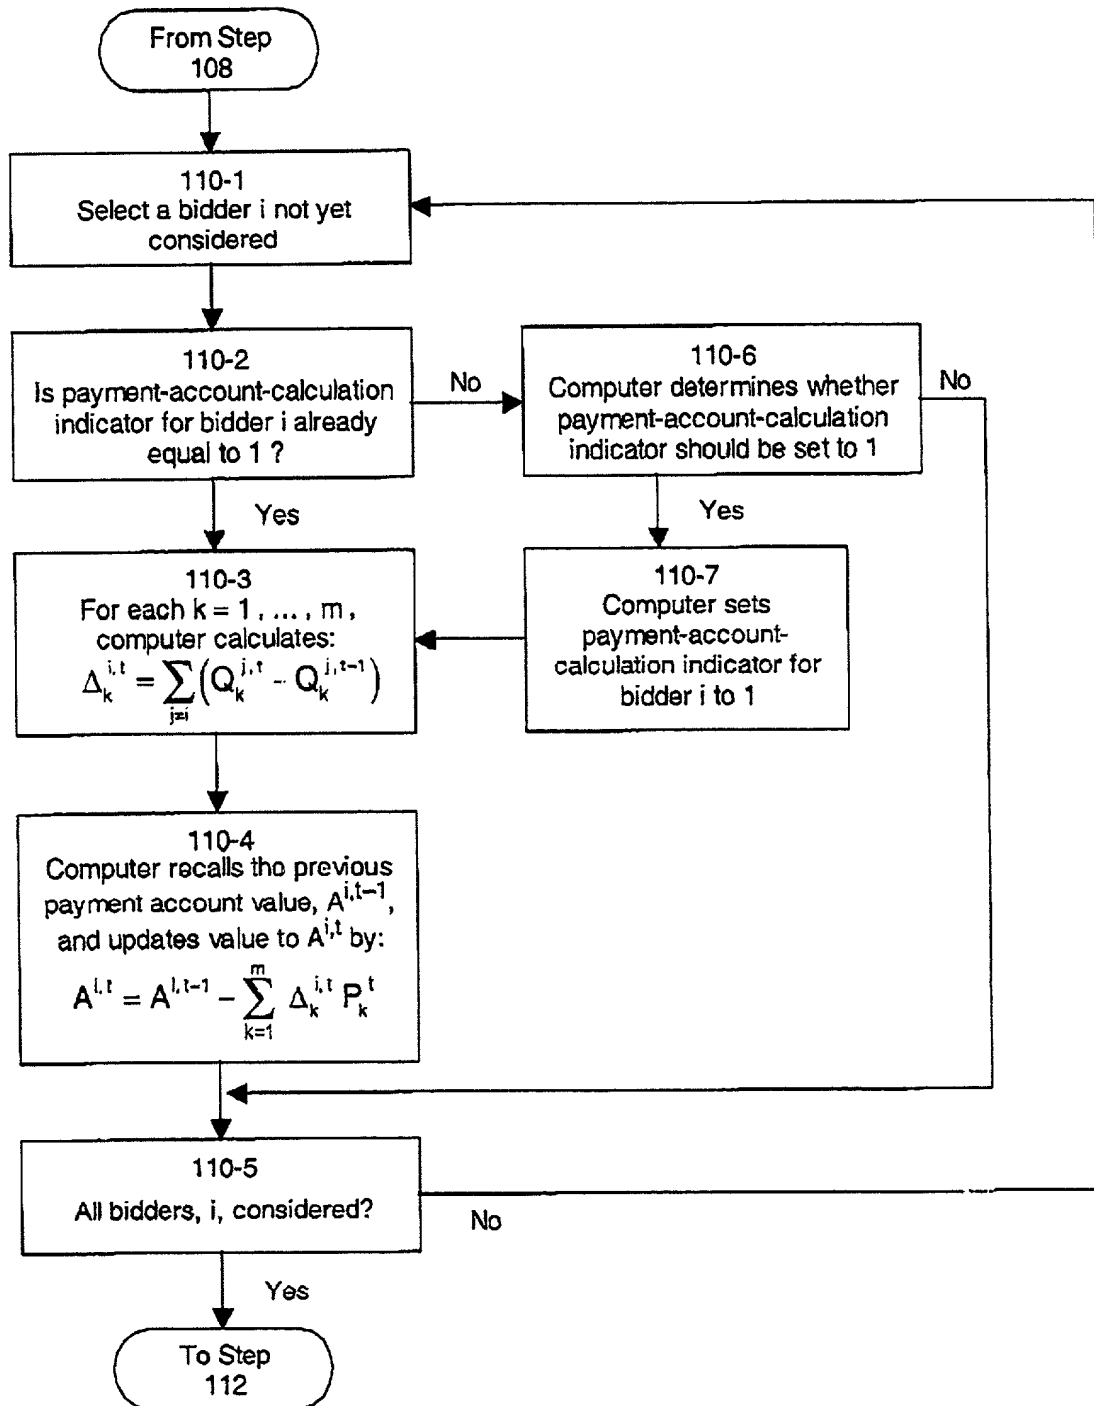 From Step
108
110-1
Select a bidder i not yet
considered
110-2
Is payment-account-calculation
indicator for bidder i already
equal to 1 ?
No
110-6
Computer determines whether
payment-account-calculation
indicator should be set to 1
No
Yes
Yes
110-3
For each k = 1 , ... , m ,
computer calculates:
Δ_k^{i,t} = ∑_{j≠i} (Q_k^{j,t} − Q_k^{j,t−1})
110-7
Computer sets
payment-account-
calculation indicator for
bidder i to 1
110-4
Computer recalls the previous
payment account value, A^{i,t−1},
and updates value to A^{i,t} by:
A^{i,t} = A^{i,t−1} − ∑_{k=1}^{m} Δ_k^{i,t} P_k^t
110-5
All bidders, i, considered?
No
Yes
To Step
112